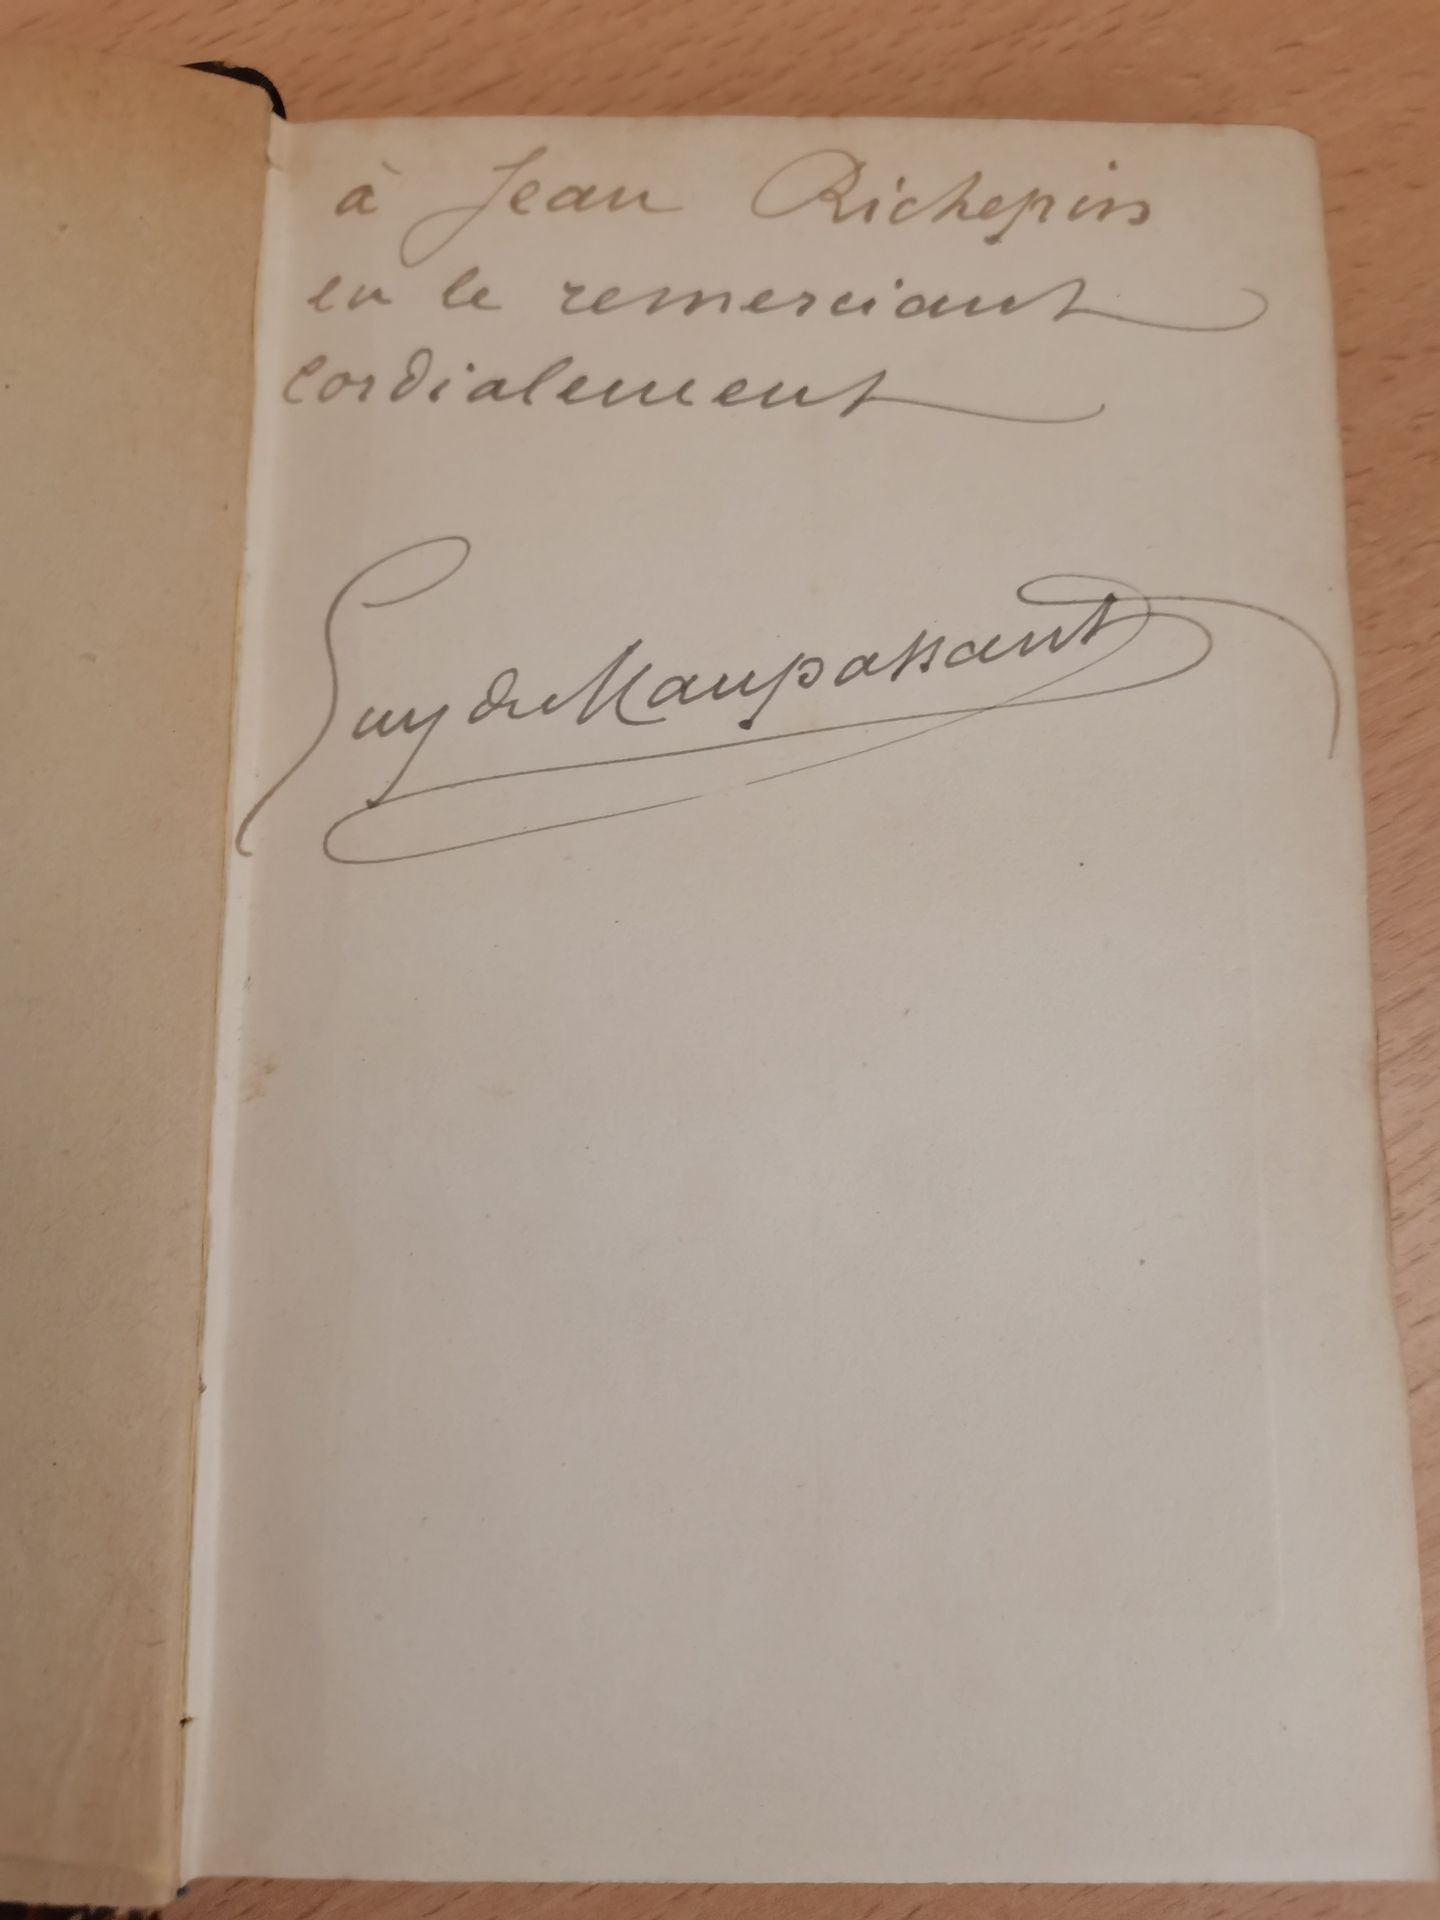 à Jean Richepin
en le remerciant
cordialement
Guy de Maupassant